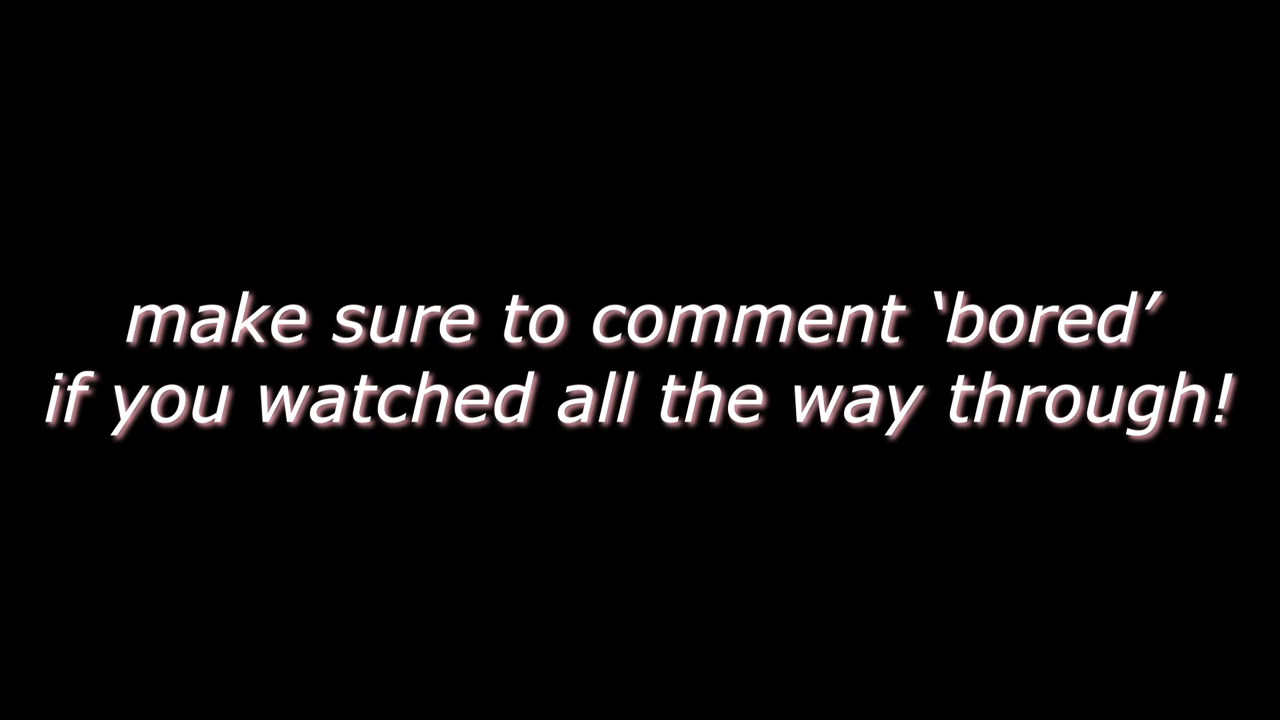 make sure to comment ‘bored’
if you watched all the way through!